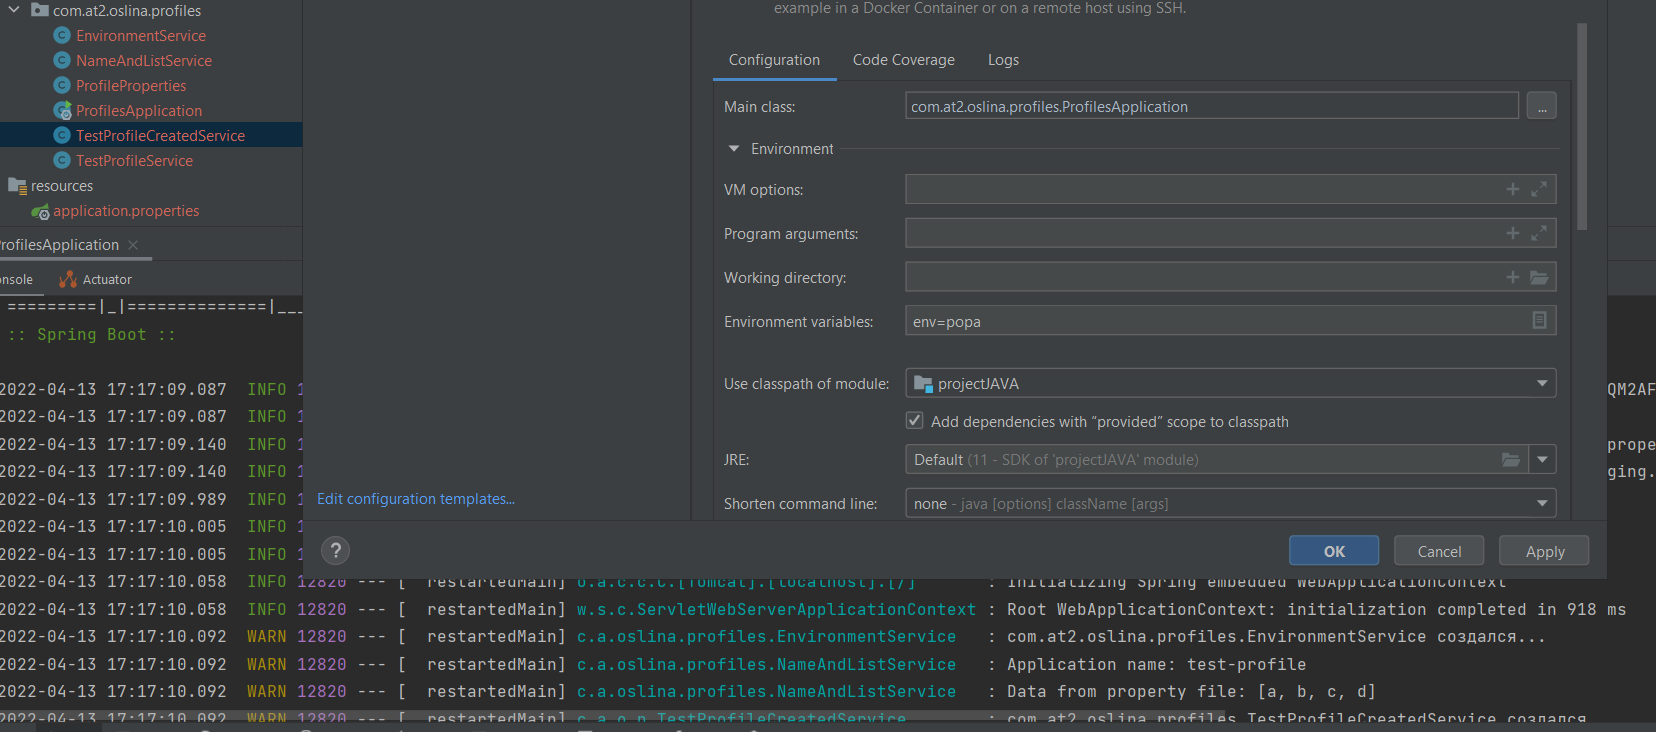 com.at2.oslina.profiles
EnvironmentService
NameAndListService
ProfileProperties
ProfilesApplication
TestProfileCreatedService
TestProfileService
resources
application.properties
rofilesApplication
onsole
Actuator
example in a Docker Container or on a remote host using SSH.
Configuration Code Coverage Logs
Main class: com.at2.oslina.profiles.ProfilesApplication ...
Environment
VM options:
Program arguments:
Working directory:
Environment variables: env=popa
Use classpath of module: projectJAVA
Add dependencies with “provided” scope to classpath
JRE: Default (11 - SDK of 'projectJAVA' module)
Shorten command line: none - java [options] className [args]
Edit configuration templates...
? OK Cancel Apply
=========|_|==============|___
:: Spring Boot ::
2022-04-13 17:17:09.087 INFO 1 QM2AF
2022-04-13 17:17:09.087 INFO 1
2022-04-13 17:17:09.140 INFO 1 prope
2022-04-13 17:17:09.140 INFO 1 ging.
2022-04-13 17:17:09.989 INFO 1
2022-04-13 17:17:10.005 INFO 1
2022-04-13 17:17:10.005 INFO 1
2022-04-13 17:17:10.058 INFO 12820 --- [ restartedMain] o.a.c.c.C.[Tomcat].[localhost].[/] : Initializing Spring embedded WebApplicationContext
2022-04-13 17:17:10.058 INFO 12820 --- [ restartedMain] w.s.c.ServletWebServerApplicationContext : Root WebApplicationContext: initialization completed in 918 ms
2022-04-13 17:17:10.092 WARN 12820 --- [ restartedMain] c.a.oslina.profiles.EnvironmentService : com.at2.oslina.profiles.EnvironmentService создался...
2022-04-13 17:17:10.092 WARN 12820 --- [ restartedMain] c.a.oslina.profiles.NameAndListService : Application name: test-profile
2022-04-13 17:17:10.092 WARN 12820 --- [ restartedMain] c.a.oslina.profiles.NameAndListService : Data from property file: [a, b, c, d]
2022-04-13 17:17:10.092 WARN 12820 --- [ restartedMain] c.a.o.p.TestProfileCreatedService : com.at2.oslina.profiles.TestProfileCreatedService создался